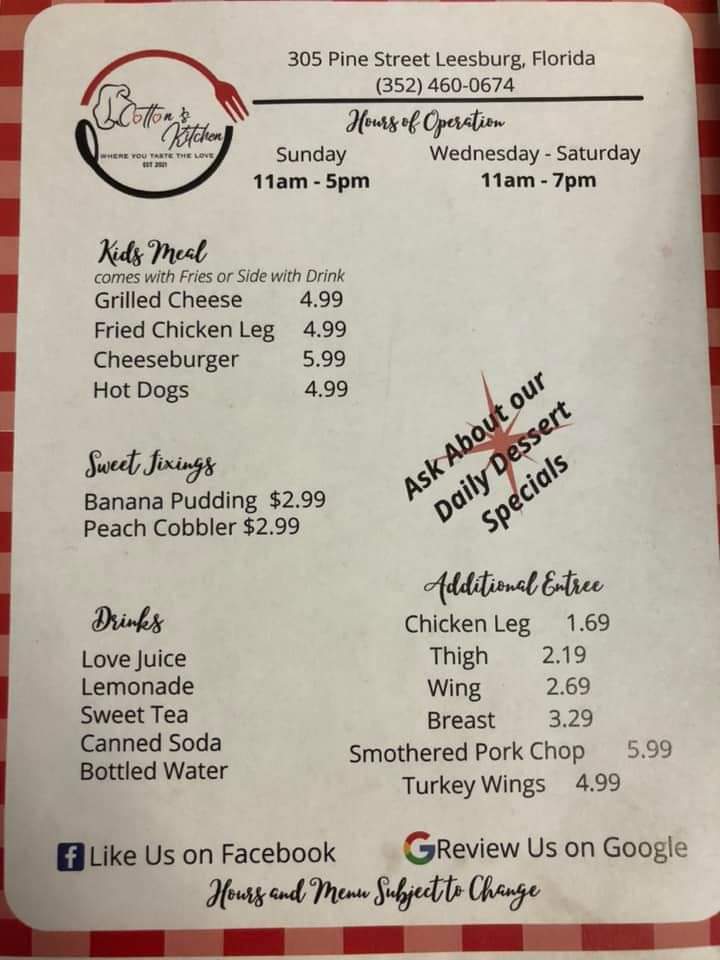 Cotton's
Kitchen
WHERE YOU TASTE THE LOVE
EST 2021
305 Pine Street Leesburg, Florida
(352) 460-0674
Hours of Operation
Sunday Wednesday - Saturday
11am - 5pm 11am - 7pm
Kids Meal
comes with Fries or Side with Drink
Grilled Cheese 4.99
Fried Chicken Leg 4.99
Cheeseburger 5.99
Hot Dogs 4.99
Ask About our
Daily Dessert
Specials
Sweet Fixings
Banana Pudding $2.99
Peach Cobbler $2.99
Drinks
Love Juice
Lemonade
Sweet Tea
Canned Soda
Bottled Water
Additional Entree
Chicken Leg 1.69
Thigh 2.19
Wing 2.69
Breast 3.29
Smothered Pork Chop 5.99
Turkey Wings 4.99
f Like Us on Facebook
G Review Us on Google
Hours and Menu Subject to Change